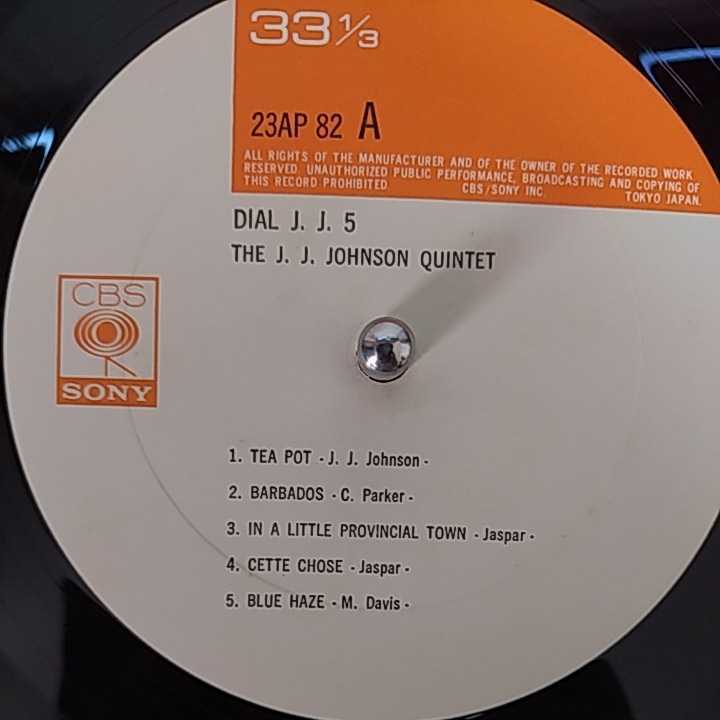 33 1/3
23AP 82 A
ALL RIGHTS OF THE MANUFACTURER AND OF THE OWNER OF THE RECORDED WORK
RESERVED. UNAUTHORIZED PUBLIC PERFORMANCE, BROADCASTING AND COPYING OF
THIS RECORD PROHIBITED. CBS/SONY INC. TOKYO JAPAN.
DIAL J. J. 5
THE J. J. JOHNSON QUINTET
CBS
SONY
1. TEA POT - J. J. Johnson -
2. BARBADOS - C. Parker -
3. IN A LITTLE PROVINCIAL TOWN - Jaspar -
4. CETTE CHOSE - Jaspar -
5. BLUE HAZE - M. Davis -